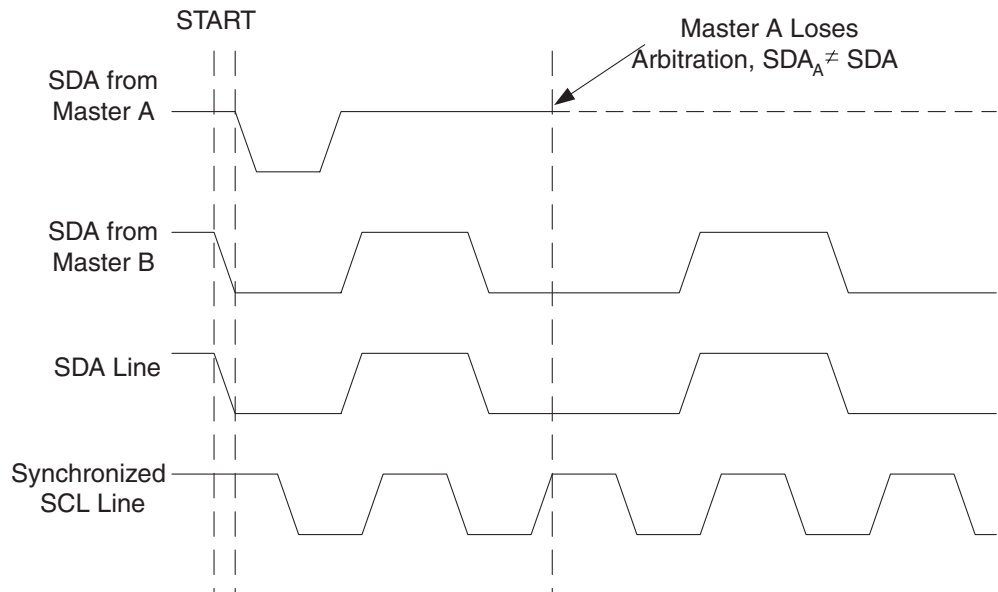 START
Master A Loses
Arbitration, SDA_A ≠ SDA
SDA from
Master A
SDA from
Master B
SDA Line
Synchronized
SCL Line